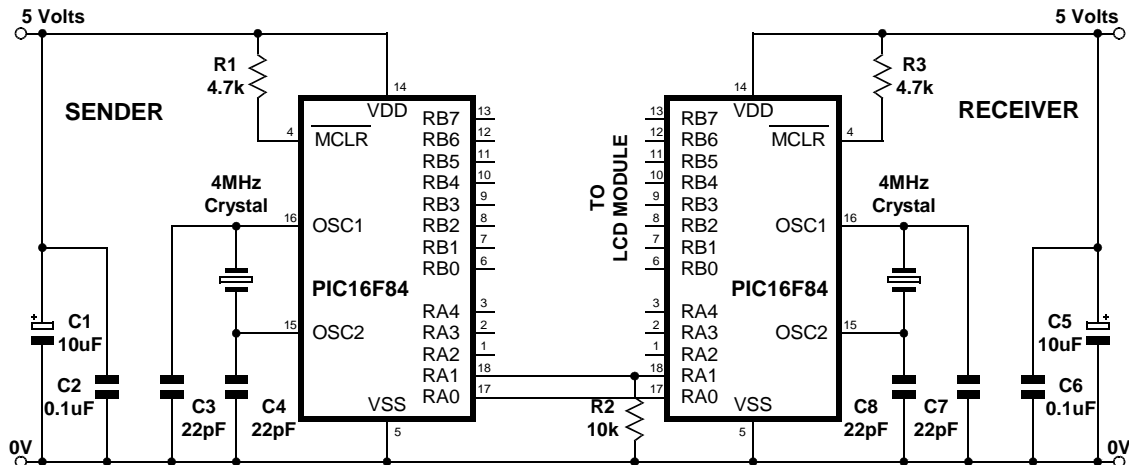 5 Volts
5 Volts
R1
4.7k
R3
4.7k
SENDER
RECEIVER
14
VDD
4
MCLR
4MHz
Crystal
16
OSC1
PIC16F84
15
OSC2
VSS
5
RB7
13
RB6
12
RB5
11
RB4
10
RB3
9
RB2
8
RB1
7
RB0
6
RA4
3
RA3
2
RA2
1
RA1
18
RA0
17
C1
10uF
C2
0.1uF
C3
22pF
C4
22pF
R2
10k
TO
LCD MODULE
13
RB7
12
RB6
11
RB5
10
RB4
9
RB3
8
RB2
7
RB1
6
RB0
3
RA4
2
RA3
1
RA2
18
RA1
17
RA0
14
VDD
4
MCLR
4MHz
Crystal
16
OSC1
PIC16F84
15
OSC2
VSS
5
C8
22pF
C7
22pF
C5
10uF
C6
0.1uF
0V
0V